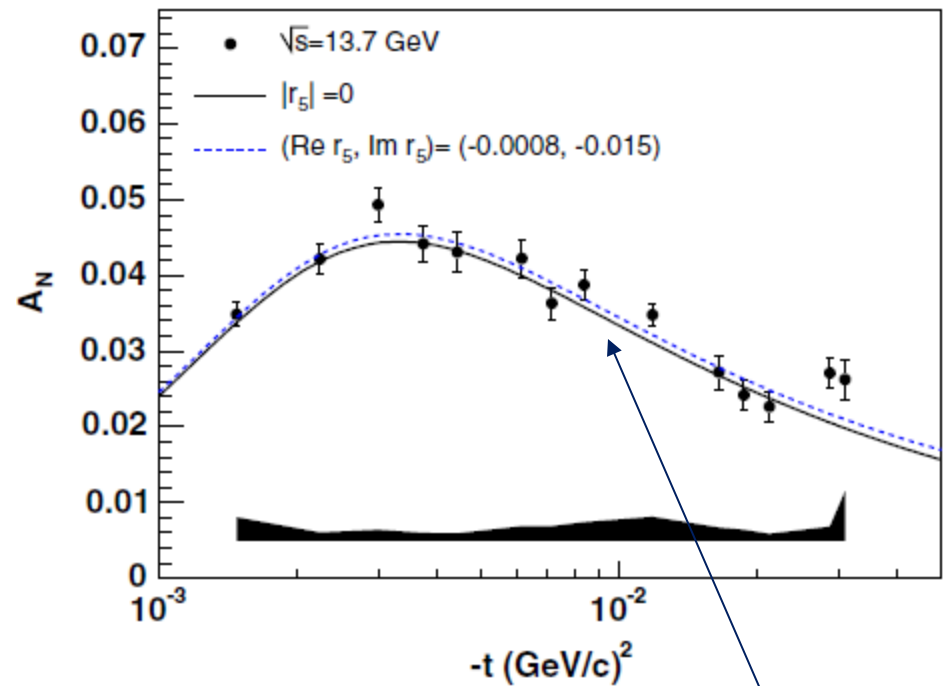 √s=13.7 GeV
|r₅| =0
(Re r₅, Im r₅)= (-0.0008, -0.015)
0.07
0.06
0.05
0.04
0.03
0.02
0.01
0
A_N
10⁻³
10⁻²
-t (GeV/c)²